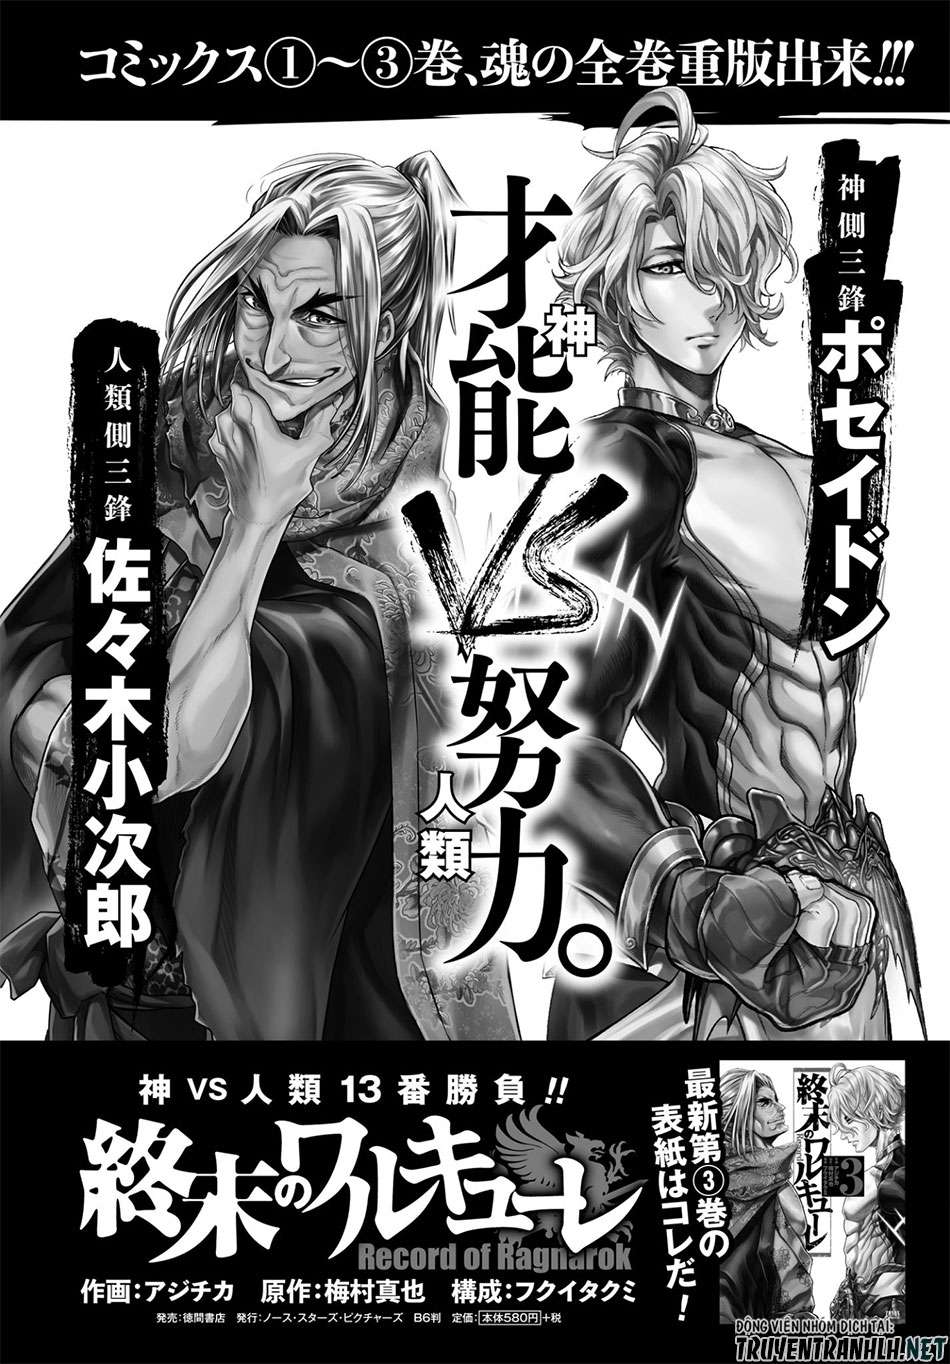 コミックス①〜③巻、魂の全巻重版出来!!!
神側三鋒
ポセイドン
才能
神
VS
努力。
人類
人類側三鋒
佐々木小次郎
神VS人類13番勝負!!
終末のワルキューレ
Record of Ragnarok
作画:アジチカ 原作:梅村真也 構成:フクイタクミ
発売:徳間書店 発行:ノース・スターズ・ピクチャーズ B6判 定価:本体580円+税
最新第③巻の
表紙はコレだ!
終末のワルキューレ
3
ĐỘNG VIÊN NHÓM DỊCH TẠI:
TRUYENTRANHLH.NET